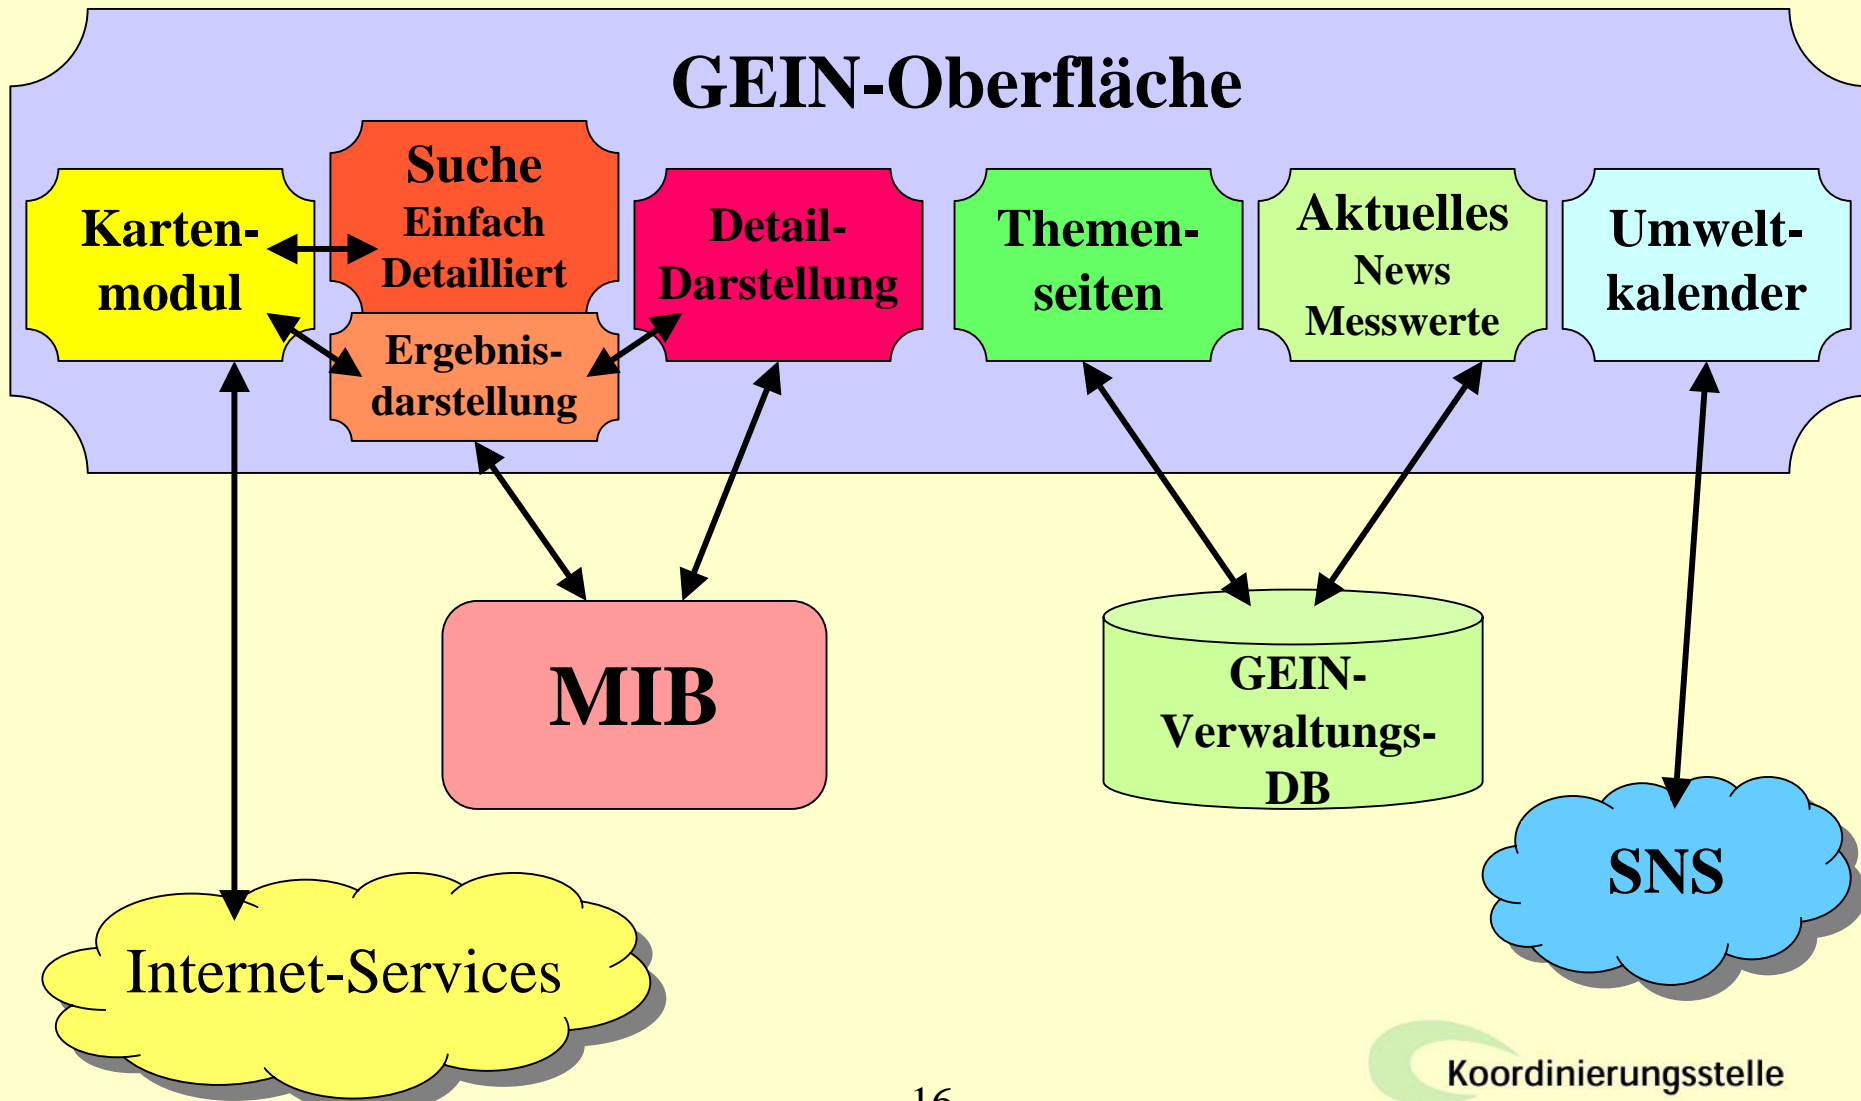 GEIN-Oberfläche
Karten-
modul
Suche
Einfach
Detailliert
Ergebnis-
darstellung
Detail-
Darstellung
Themen-
seiten
Aktuelles
News
Messwerte
Umwelt-
kalender
MIB
GEIN-
Verwaltungs-
DB
SNS
Internet-Services
16
Koordinierungsstelle